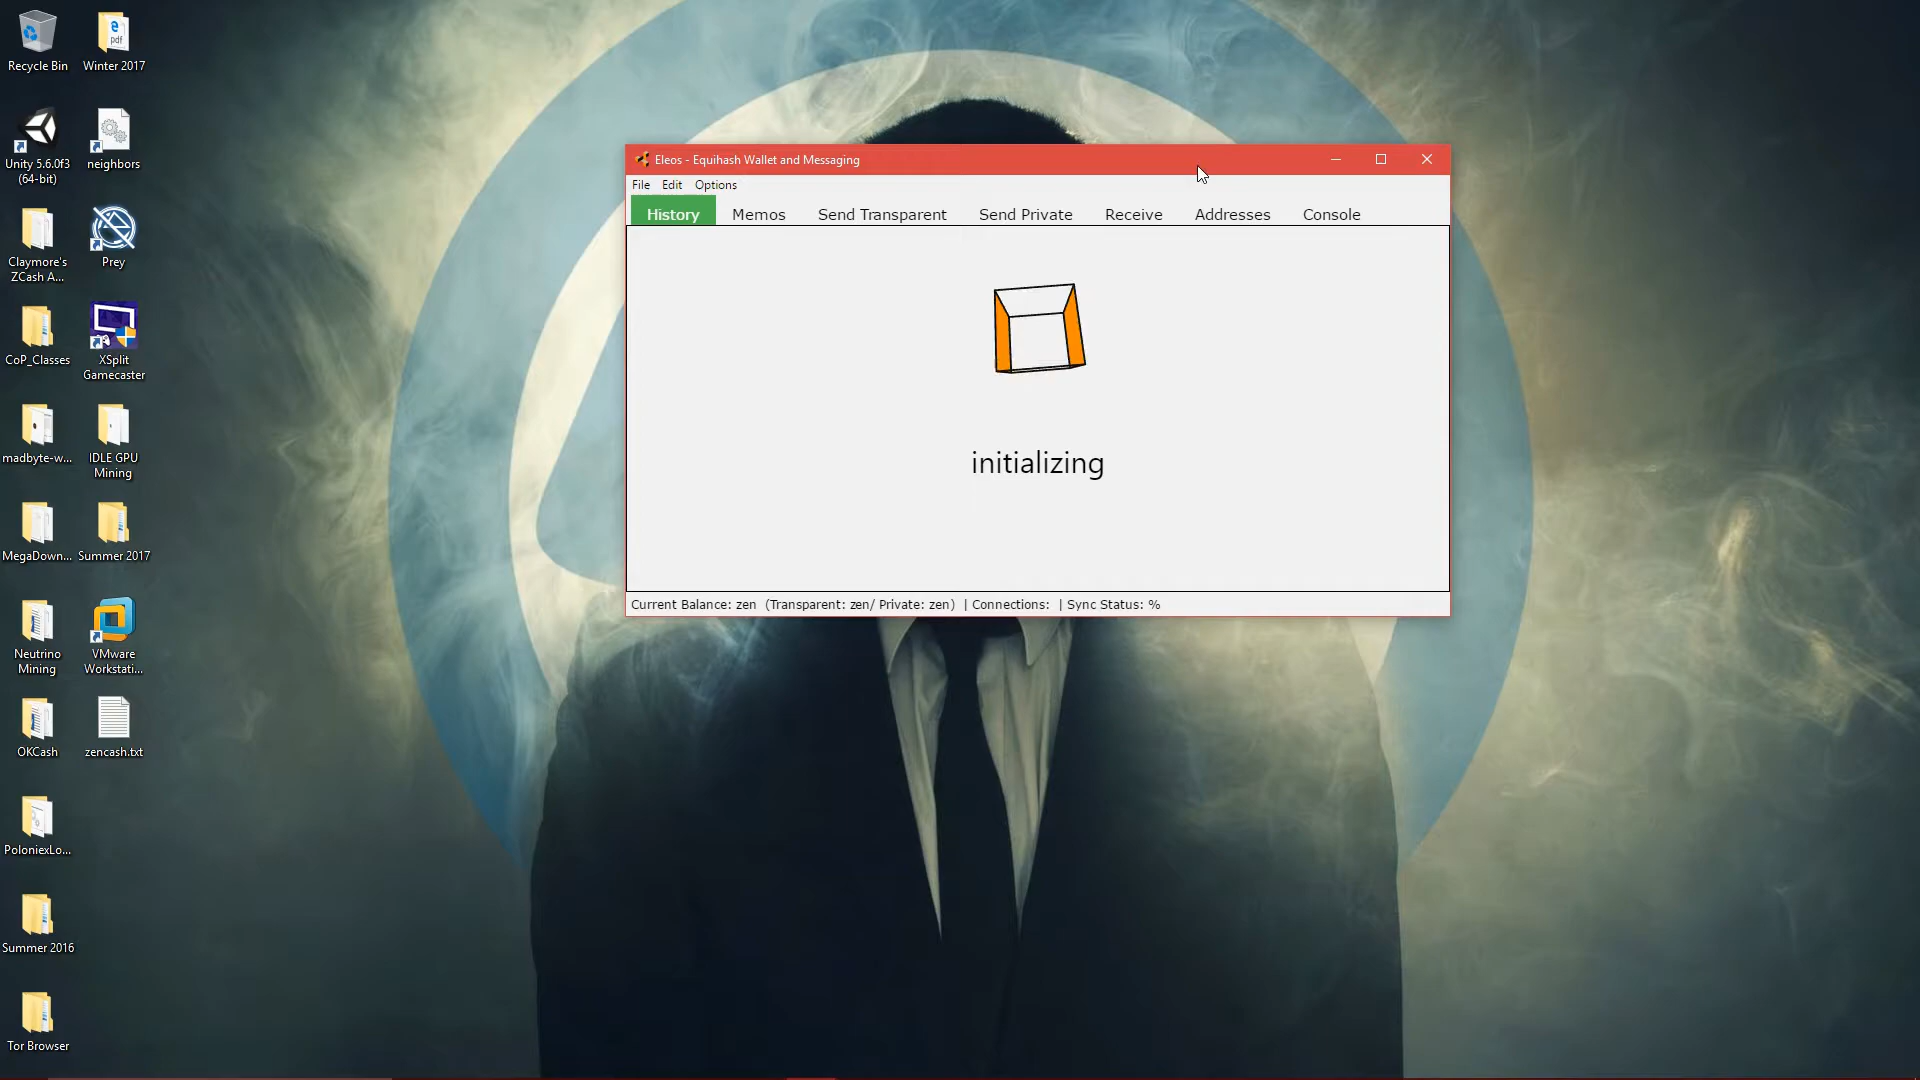 Recycle Bin
Winter 2017
Unity 5.6.0f3
(64-bit)
neighbors
Claymore's
ZCash A...
Prey
CoP_Classes
XSplit
Gamecaster
madbyte-w...
IDLE GPU
Mining
MegaDown...
Summer 2017
Neutrino
Mining
VMware
Workstati...
OKCash
zencash.txt
PoloniexLo...
Summer 2016
Tor Browser
pdf
Eleos - Equihash Wallet and Messaging
File Edit Options
History Memos Send Transparent Send Private Receive Addresses Console
initializing
Current Balance: zen (Transparent: zen/ Private: zen) | Connections: | Sync Status: %